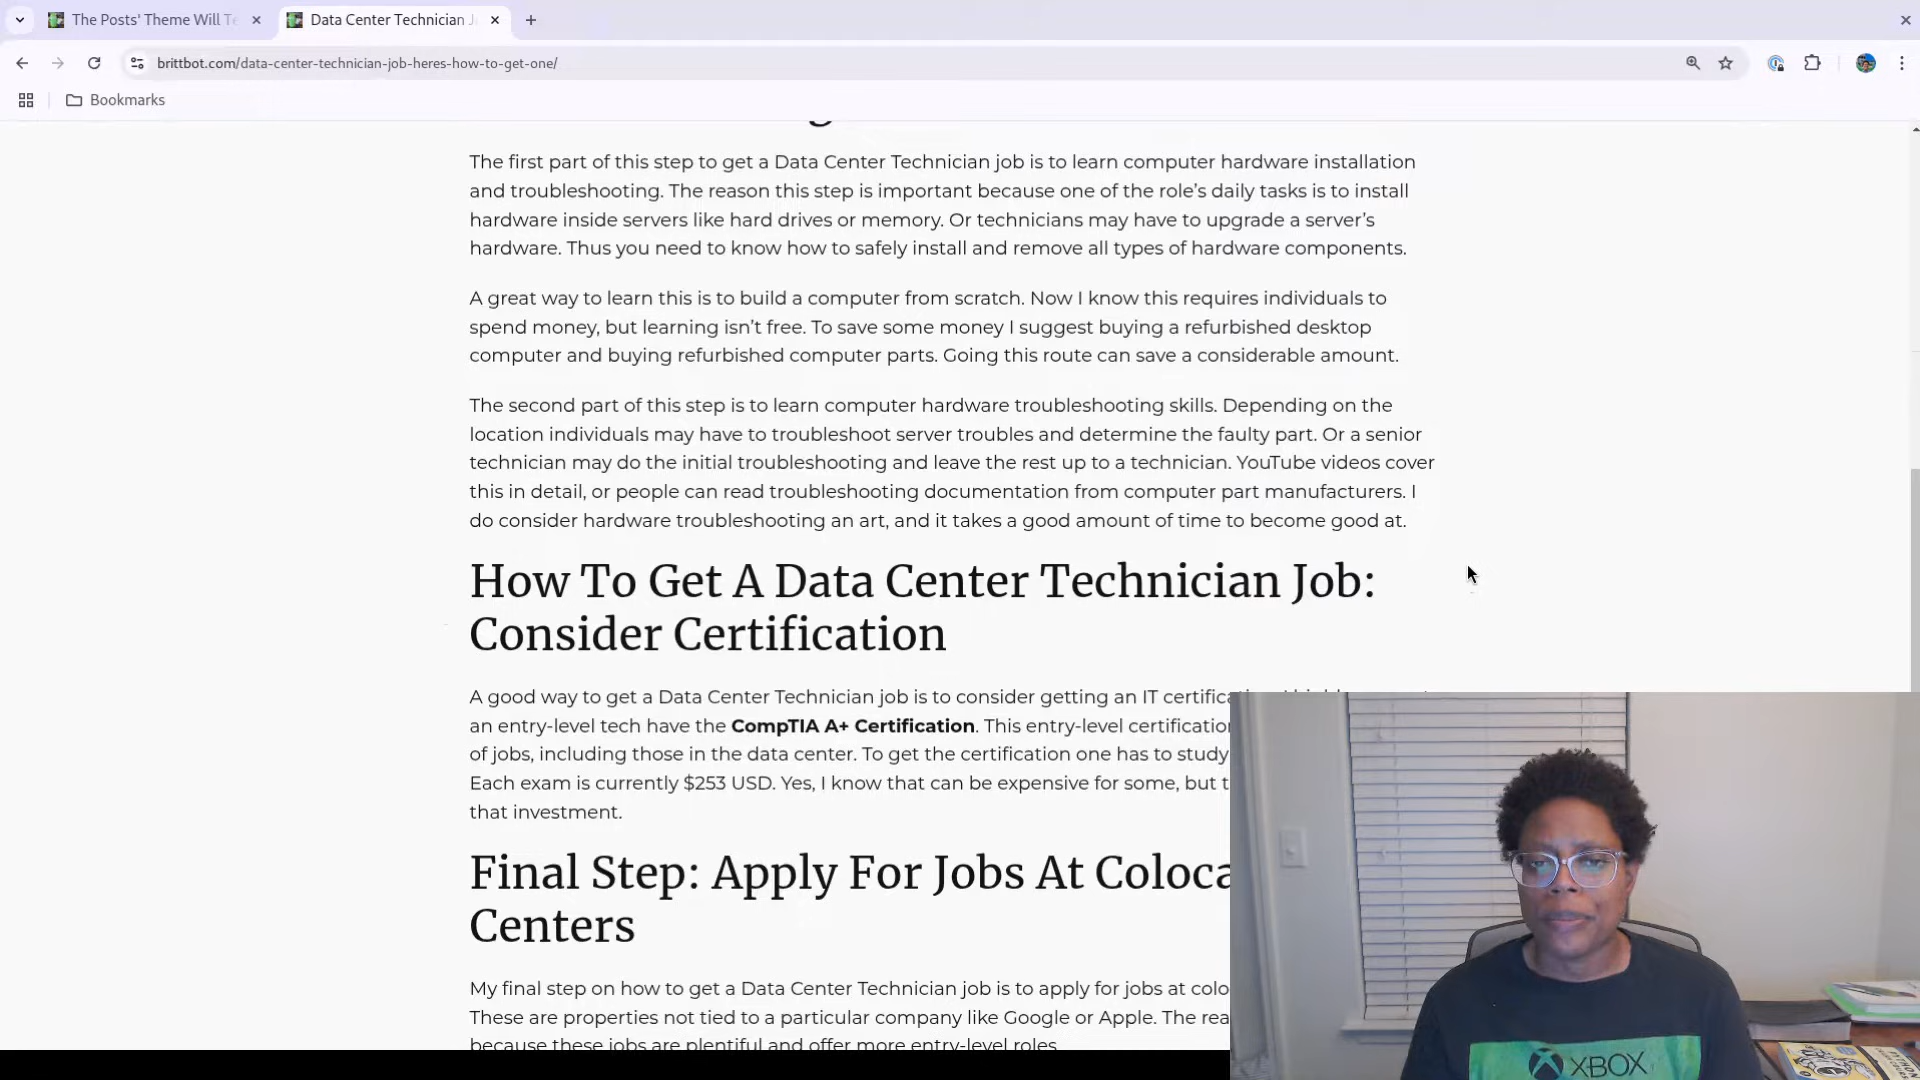 The Posts' Theme Will Te
Data Center Technician J
brittbot.com/data-center-technician-job-heres-how-to-get-one/
Bookmarks
The first part of this step to get a Data Center Technician job is to learn computer hardware installation
and troubleshooting. The reason this step is important because one of the role's daily tasks is to install
hardware inside servers like hard drives or memory. Or technicians may have to upgrade a server's
hardware. Thus you need to know how to safely install and remove all types of hardware components.
A great way to learn this is to build a computer from scratch. Now I know this requires individuals to
spend money, but learning isn't free. To save some money I suggest buying a refurbished desktop
computer and buying refurbished computer parts. Going this route can save a considerable amount.
The second part of this step is to learn computer hardware troubleshooting skills. Depending on the
location individuals may have to troubleshoot server troubles and determine the faulty part. Or a senior
technician may do the initial troubleshooting and leave the rest up to a technician. YouTube videos cover
this in detail, or people can read troubleshooting documentation from computer part manufacturers. I
do consider hardware troubleshooting an art, and it takes a good amount of time to become good at.
How To Get A Data Center Technician Job:
Consider Certification
A good way to get a Data Center Technician job is to consider getting an IT
an entry-level tech have the CompTIA A+ Certification. This entry-level certification
of jobs, including those in the data center. To get the certification one has to study
Each exam is currently $253 USD. Yes, I know that can be expensive for some, but
that investment.
Final Step: Apply For Jobs At
Centers
My final step on how to get a Data Center Technician job is to apply for jobs at
These are properties not tied to a particular company like Google or Apple. The
because these jobs are plentiful and offer more entry-level roles.
XBOX